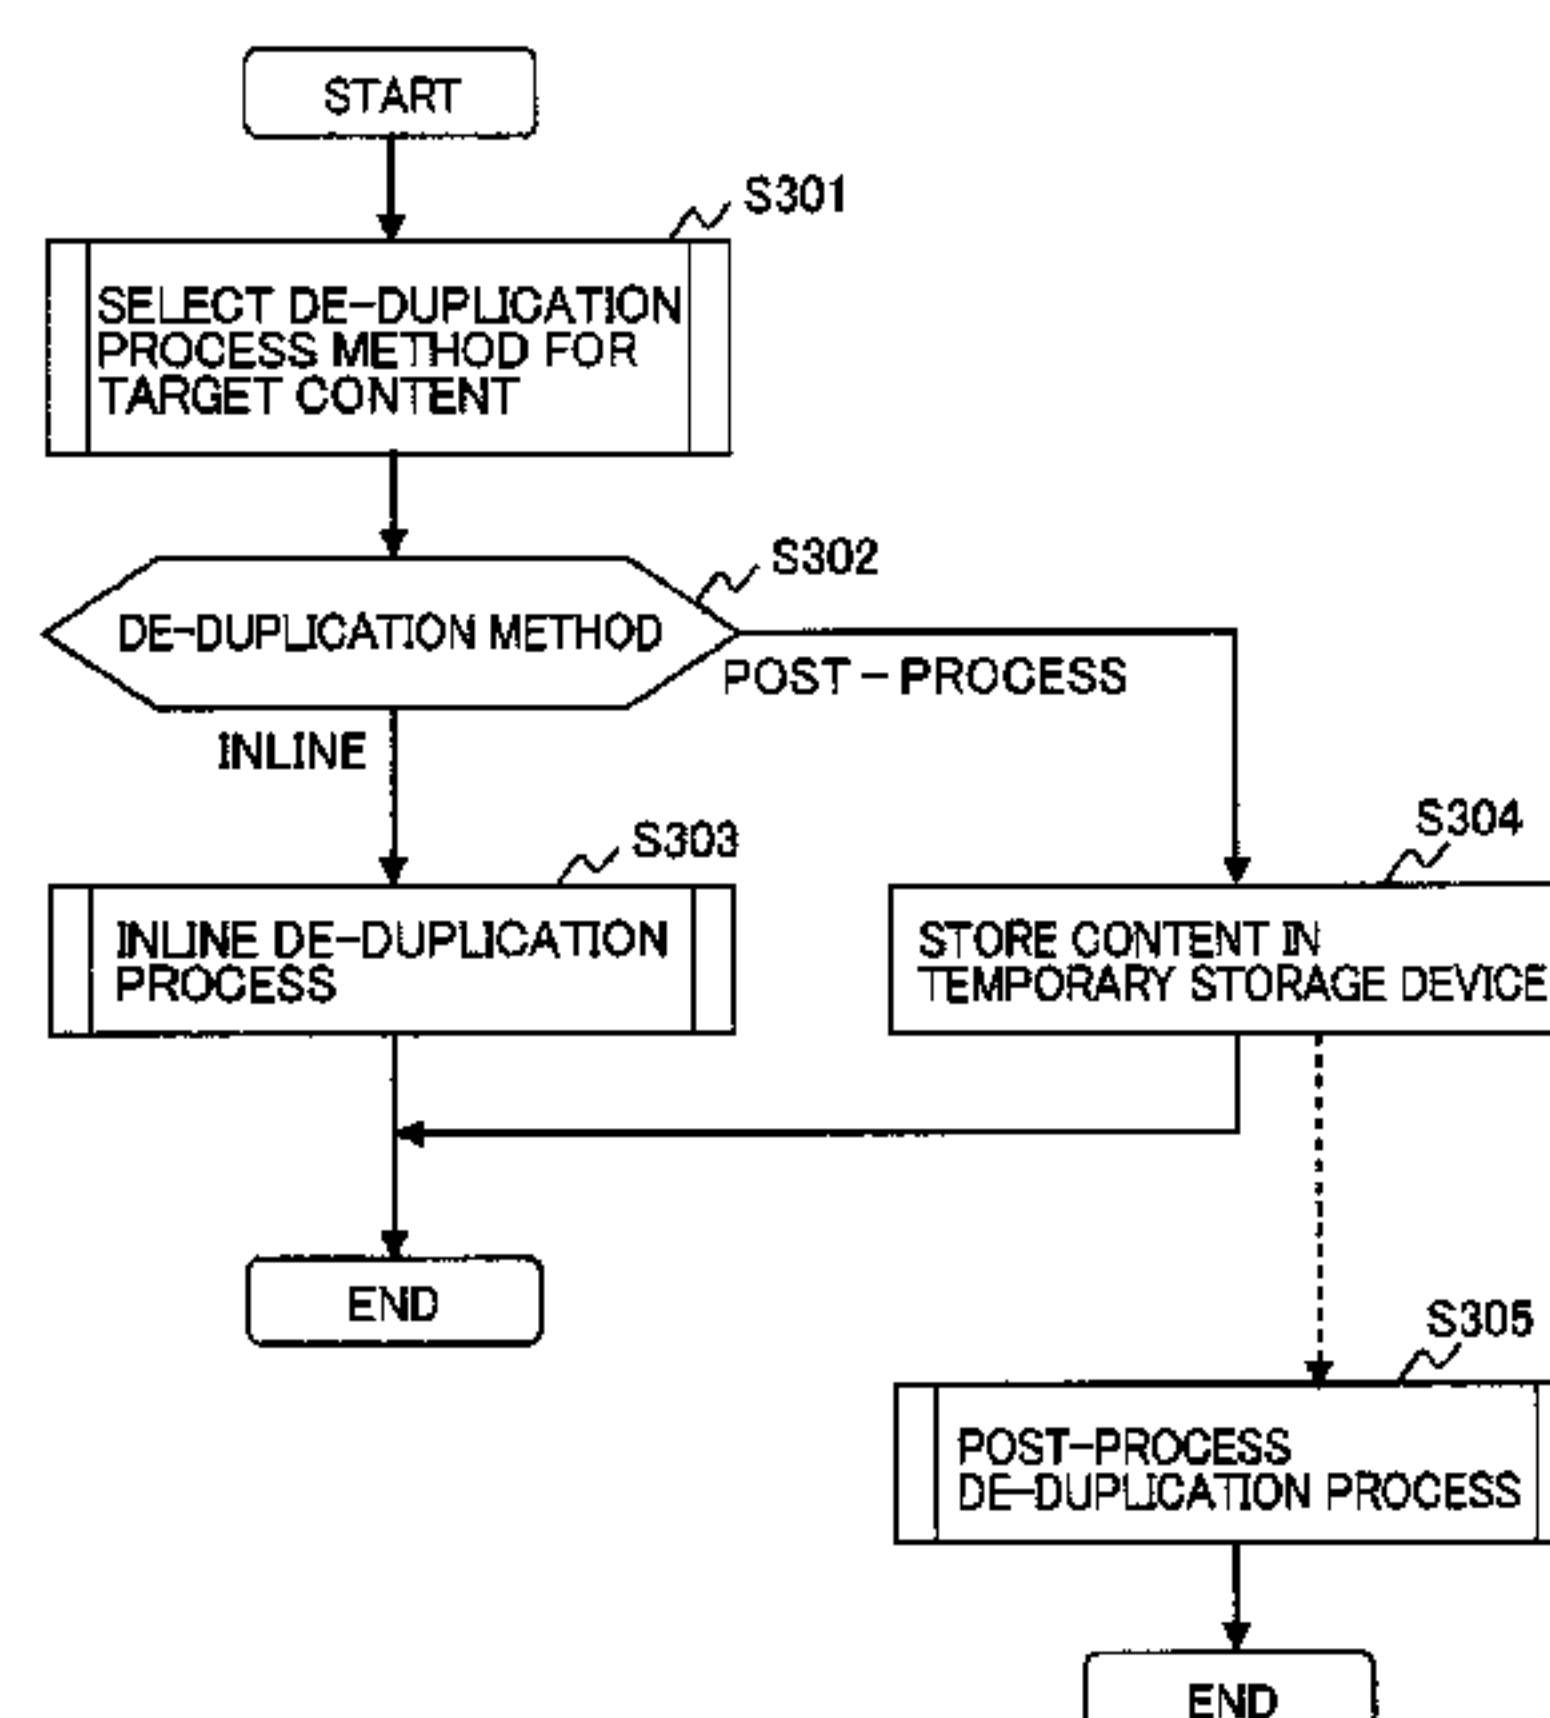 START
S301
SELECT DE-DUPLICATION
PROCESS METHOD FOR
TARGET CONTENT
S302
DE-DUPLICATION METHOD
POST-PROCESS
INLINE
S303
INLINE DE-DUPLICATION
PROCESS
S304
STORE CONTENT IN
TEMPORARY STORAGE DEVICE
END
S305
POST-PROCESS
DE-DUPLICATION PROCESS
END